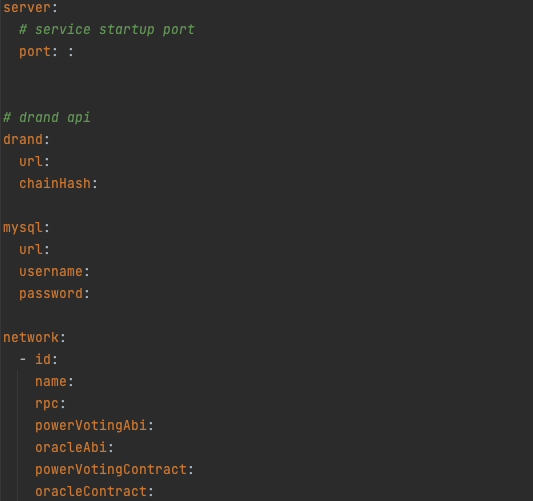 server:
  # service startup port
  port: :
# drand api
drand:
  url:
  chainHash:
mysql:
  url:
  username:
  password:
network:
  - id:
    name:
    rpc:
    powerVotingAbi:
    oracleAbi:
    powerVotingContract:
    oracleContract: